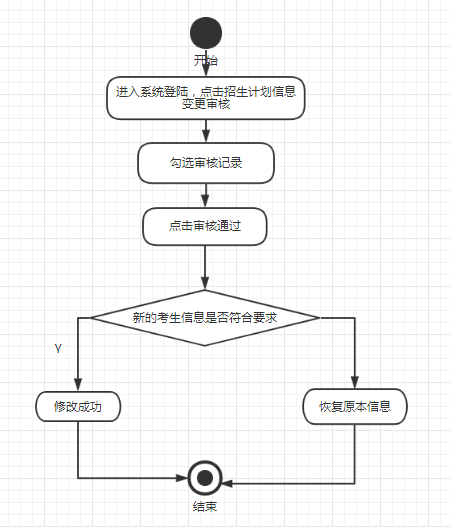 开始
进入系统登陆，点击招生计划信息
变更审核
勾选审核记录
点击审核通过
新的考生信息是否符合要求
Y
修改成功
恢复原本信息
结束